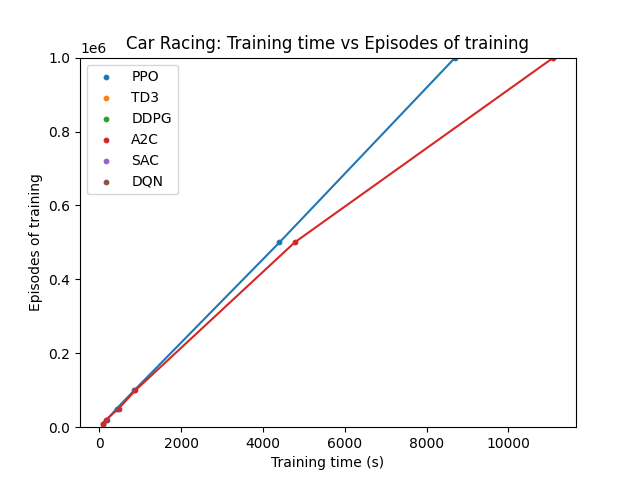 Car Racing: Training time vs Episodes of training
1e6
1.0
0.8
0.6
0.4
0.2
0.0
Episodes of training
PPO
TD3
DDPG
A2C
SAC
DQN
0 2000 4000 6000 8000 10000
Training time (s)